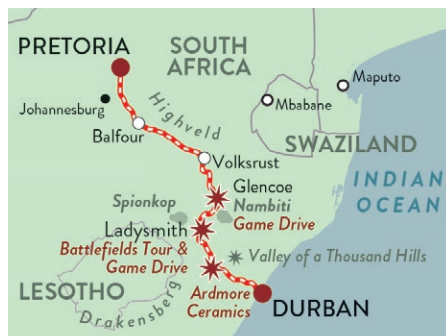 PRETORIA
SOUTH
AFRICA
Maputo
Johannesburg
Highveld
Mbabane
Balfour
SWAZILAND
Volksrust
INDIAN
OCEAN
Glencoe
Spionkop
Nambiti
Game Drive
Ladysmith
Battlefields Tour &
Game Drive
Valley of a Thousand Hills
LESOTHO
Drakensberg
Ardmore
Ceramics
DURBAN